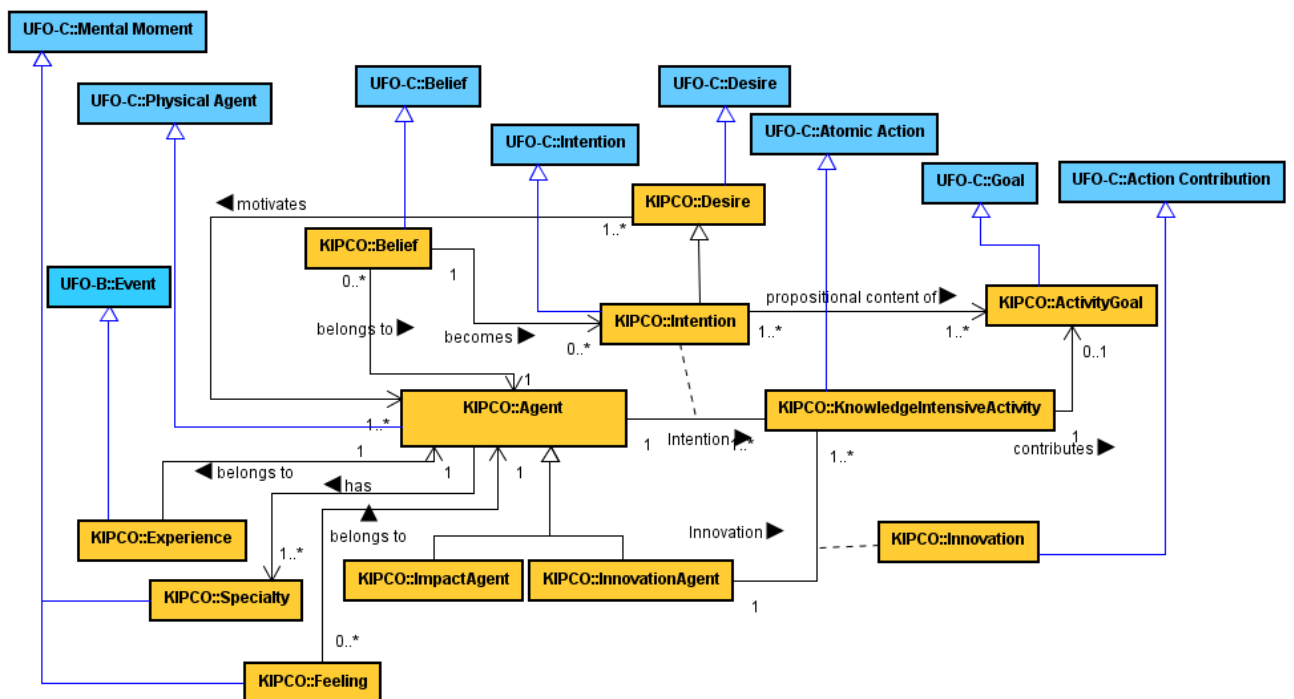 UFO-C::Mental Moment
UFO-C::Belief
UFO-C::Desire
UFO-C::Physical Agent
UFO-C::Intention
UFO-C::Atomic Action
UFO-C::Goal
UFO-C::Action Contribution
motivates
KIPCO::Desire
1..*
KIPCO::Belief
0..*
1
UFO-B::Event
propositional content of
KIPCO::ActivityGoal
KIPCO::Intention
belongs to
becomes
0..*
1..*
1..*
0..1
1
KIPCO::Agent
KIPCO::KnowledgeIntensiveActivity
1..*
1
Intention
1..*
1
contributes
1
belongs to
1
has
1
1..*
KIPCO::Experience
belongs to
Innovation
KIPCO::Innovation
1..*
KIPCO::ImpactAgent
KIPCO::InnovationAgent
KIPCO::Specialty
1
0..*
KIPCO::Feeling